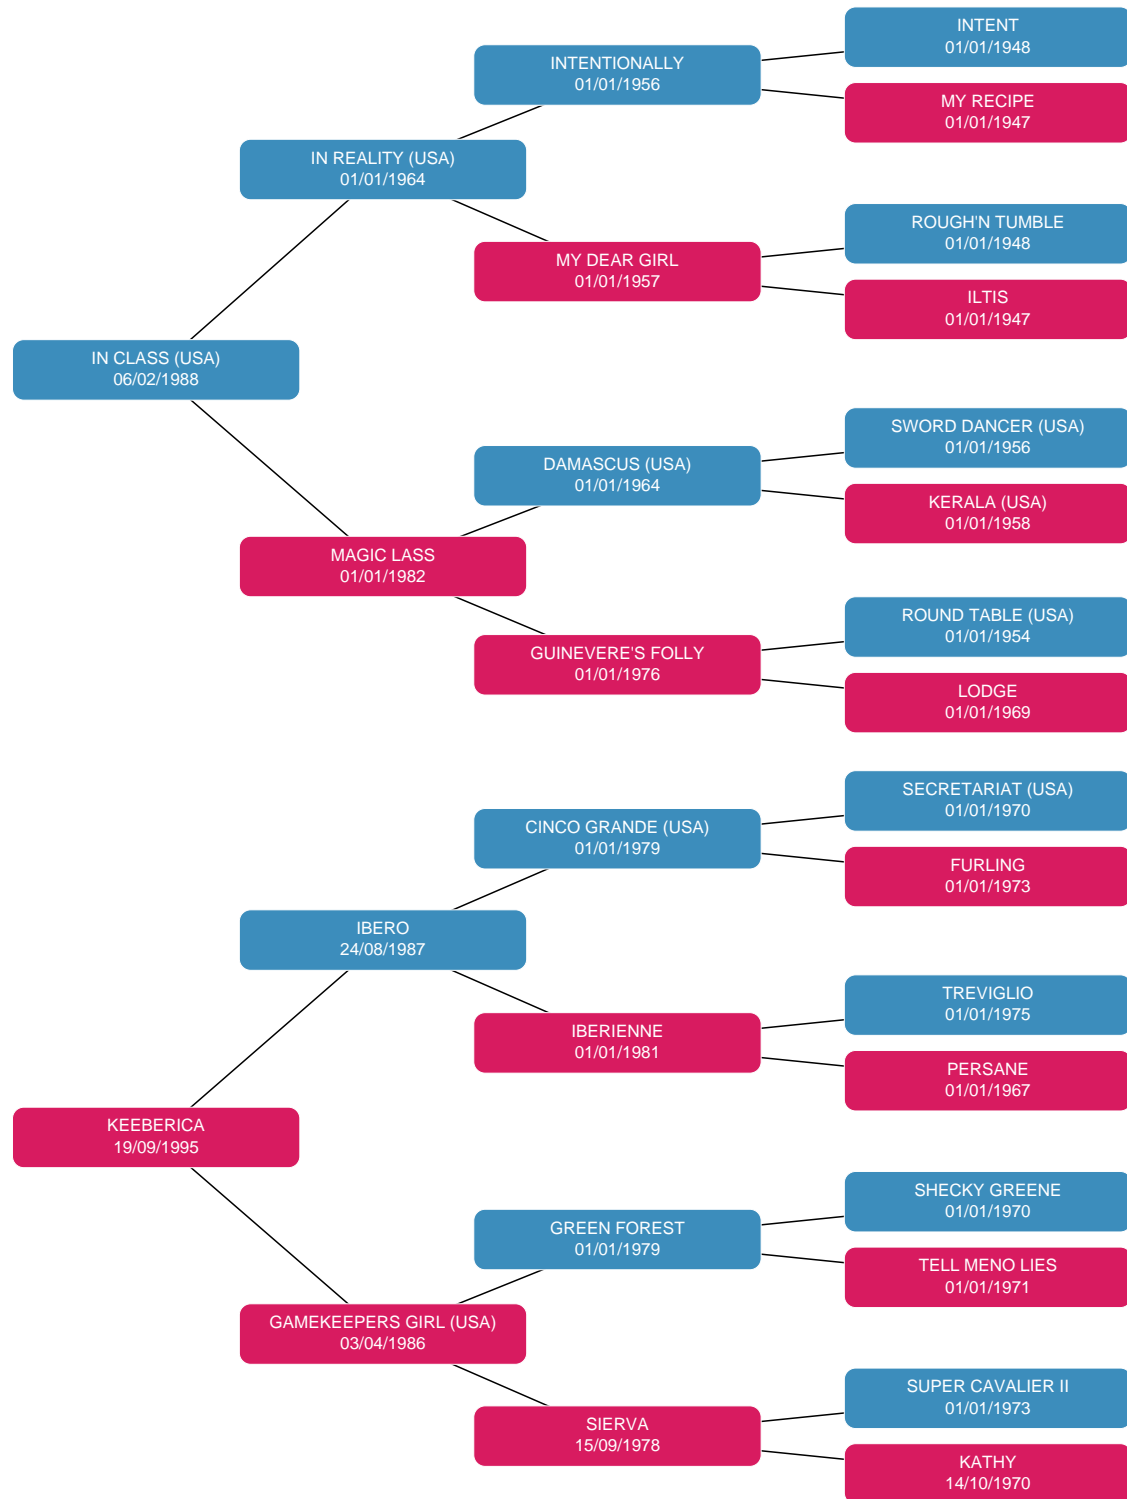 INTENT
01/01/1948
INTENTIONALLY
01/01/1956
MY RECIPE
01/01/1947
IN REALITY (USA)
01/01/1964
ROUGH'N TUMBLE
01/01/1948
MY DEAR GIRL
01/01/1957
ILTIS
01/01/1947
IN CLASS (USA)
06/02/1988
SWORD DANCER (USA)
01/01/1956
DAMASCUS (USA)
01/01/1964
KERALA (USA)
01/01/1958
MAGIC LASS
01/01/1982
ROUND TABLE (USA)
01/01/1954
GUINEVERE'S FOLLY
01/01/1976
LODGE
01/01/1969
SECRETARIAT (USA)
01/01/1970
CINCO GRANDE (USA)
01/01/1979
FURLING
01/01/1973
IBERO
24/08/1987
TREVIGLIO
01/01/1975
IBERIENNE
01/01/1981
PERSANE
01/01/1967
KEEBERICA
19/09/1995
SHECKY GREENE
01/01/1970
GREEN FOREST
01/01/1979
TELL MENO LIES
01/01/1971
GAMEKEEPERS GIRL (USA)
03/04/1986
SUPER CAVALIER II
01/01/1973
SIERVA
15/09/1978
KATHY
14/10/1970